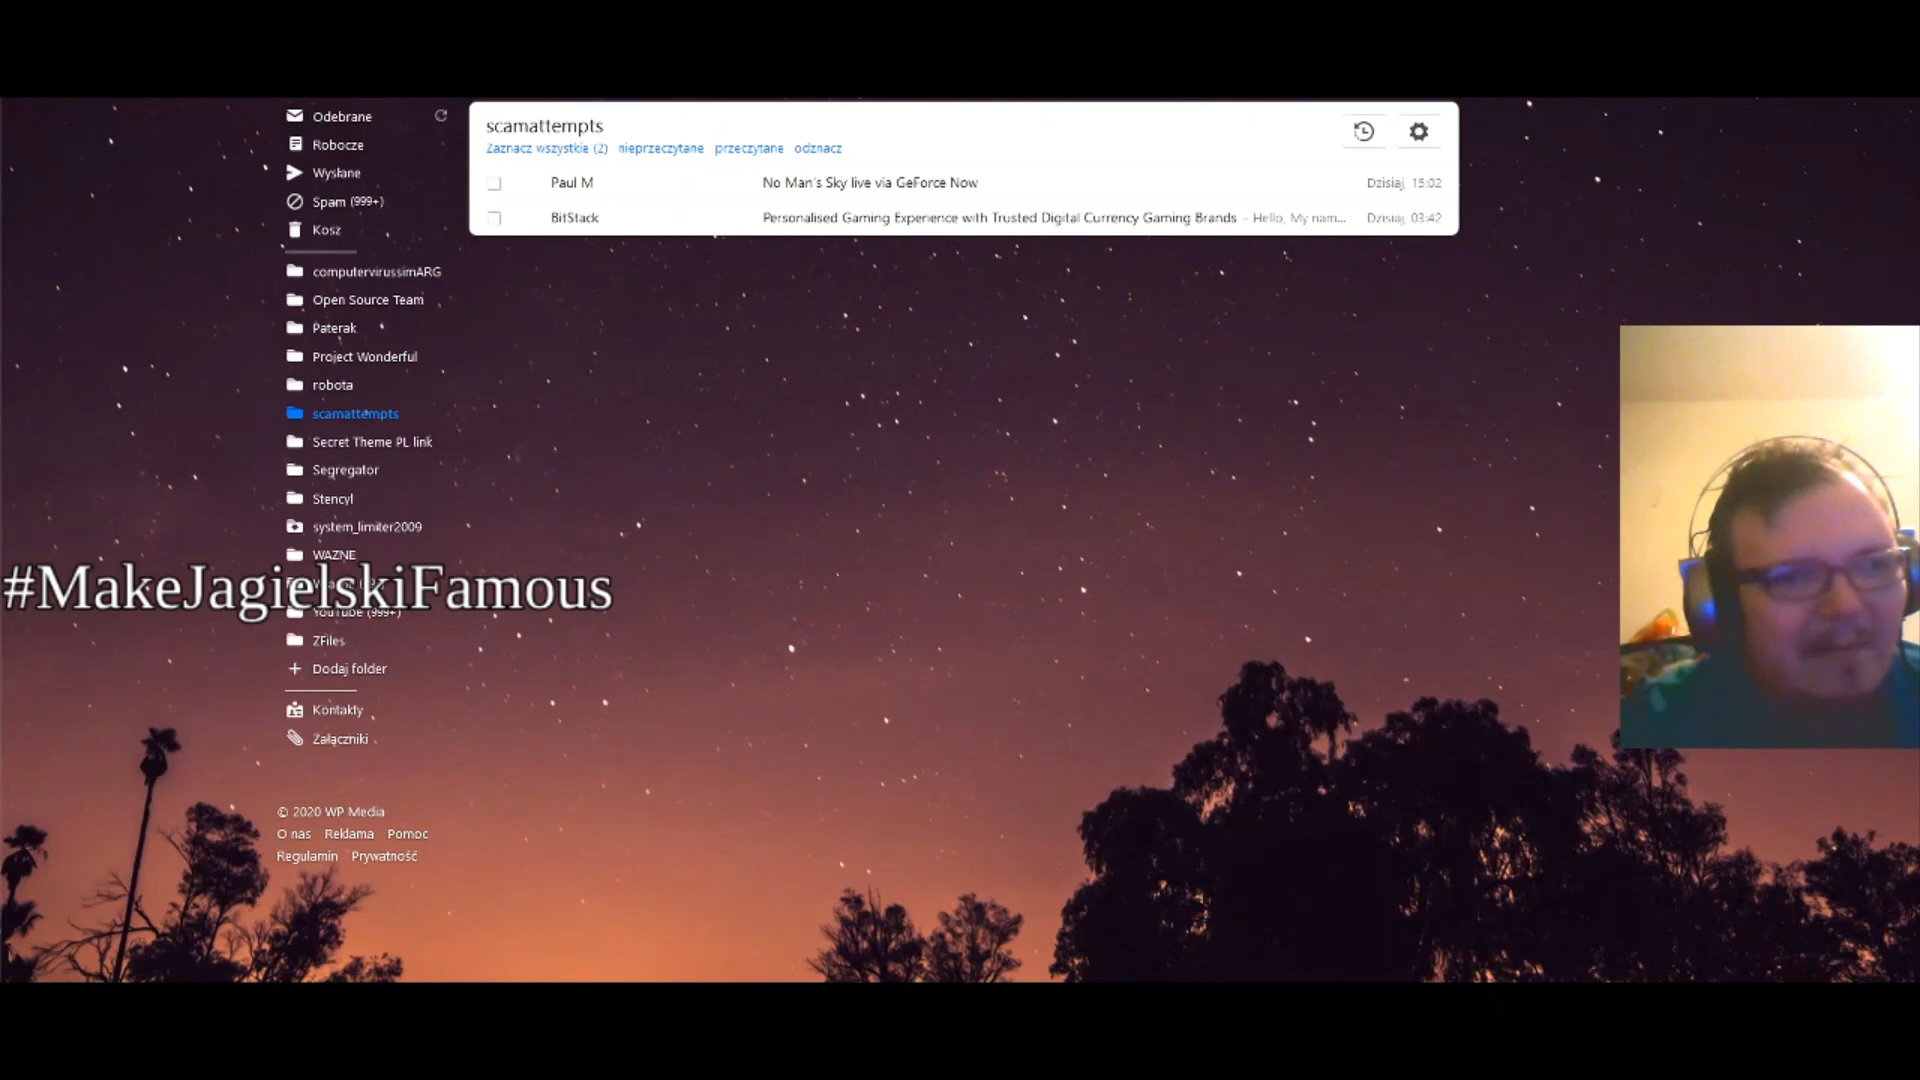 Odebrane
Robocze
Wysłane
Spam (999+)
Kosz
computervirussimARG
Open Source Team
Paterak
Project Wonderful
robota
scamattempts
Secret Theme PL link
Segregator
Stencyl
system_limiter2009
WAZNE
#MakeJagielskiFamous
YouTube (999+)
ZFiles
Dodaj folder
Kontakty
Załączniki
© 2020 WP Media
O nas Reklama Pomoc
Regulamin Prywatność
scamattempts
Zaznacz wszystkie (2) nieprzeczytane przeczytane odznacz
Paul M No Man's Sky live via GeForce Now Dzisiaj, 15:02
BitStack Personalised Gaming Experience with Trusted Digital Currency Gaming Brands – Hello, My nam... Dzisiaj, 03:42